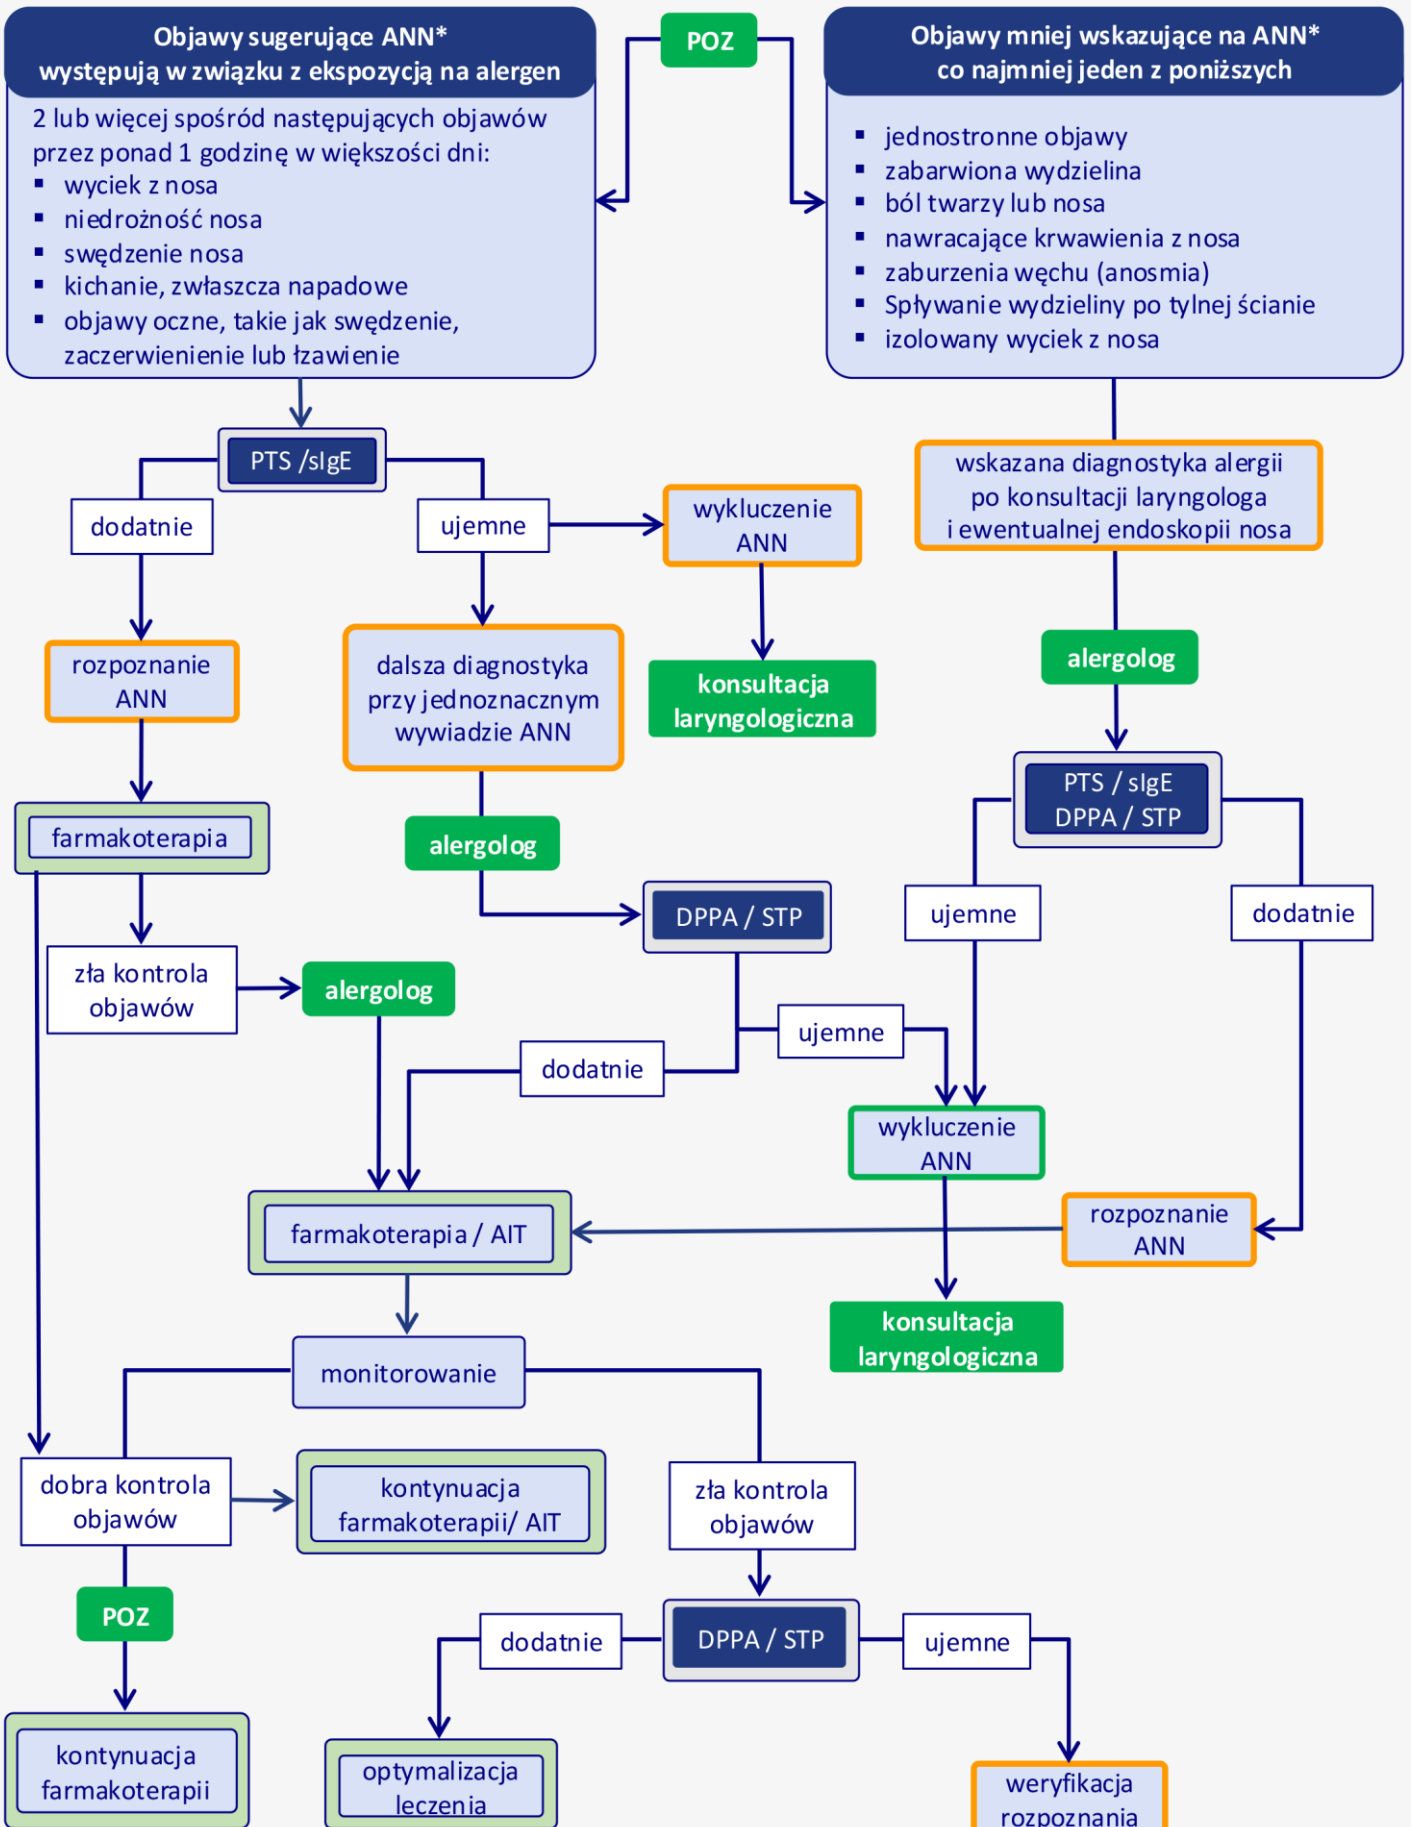 Objawy sugerujące ANN*
występują w związku z ekspozycją na alergen
2 lub więcej spośród następujących objawów
przez ponad 1 godzinę w większości dni:
▪ wyciek z nosa
▪ niedrożność nosa
▪ swędzenie nosa
▪ kichanie, zwłaszcza napadowe
▪ objawy oczne, takie jak swędzenie,
zaczerwienienie lub łzawienie
POZ
Objawy mniej wskazujące na ANN*
co najmniej jeden z poniższych
▪ jednostronne objawy
▪ zabarwiona wydzielina
▪ ból twarzy lub nosa
▪ nawracające krwawienia z nosa
▪ zaburzenia węchu (anosmia)
▪ Spływanie wydzieliny po tylnej ścianie
▪ izolowany wyciek z nosa
PTS /sIgE
dodatnie
ujemne
wykluczenie
ANN
wskazana diagnostyka alergii
po konsultacji laryngologa
i ewentualnej endoskopii nosa
rozpoznanie
ANN
dalsza diagnostyka
przy jednoznacznym
wywiadzie ANN
konsultacja
laryngologiczna
alergolog
farmakoterapia
alergolog
PTS / sIgE
DPPA / STP
DPPA / STP
ujemne
dodatnie
zła kontrola
objawów
alergolog
dodatnie
ujemne
wykluczenie
ANN
farmakoterapia / AIT
rozpoznanie
ANN
konsultacja
laryngologiczna
monitorowanie
dobra kontrola
objawów
kontynuacja
farmakoterapii/ AIT
zła kontrola
objawów
POZ
dodatnie
DPPA / STP
ujemne
kontynuacja
farmakoterapii
optymalizacja
leczenia
weryfikacja
rozpoznania